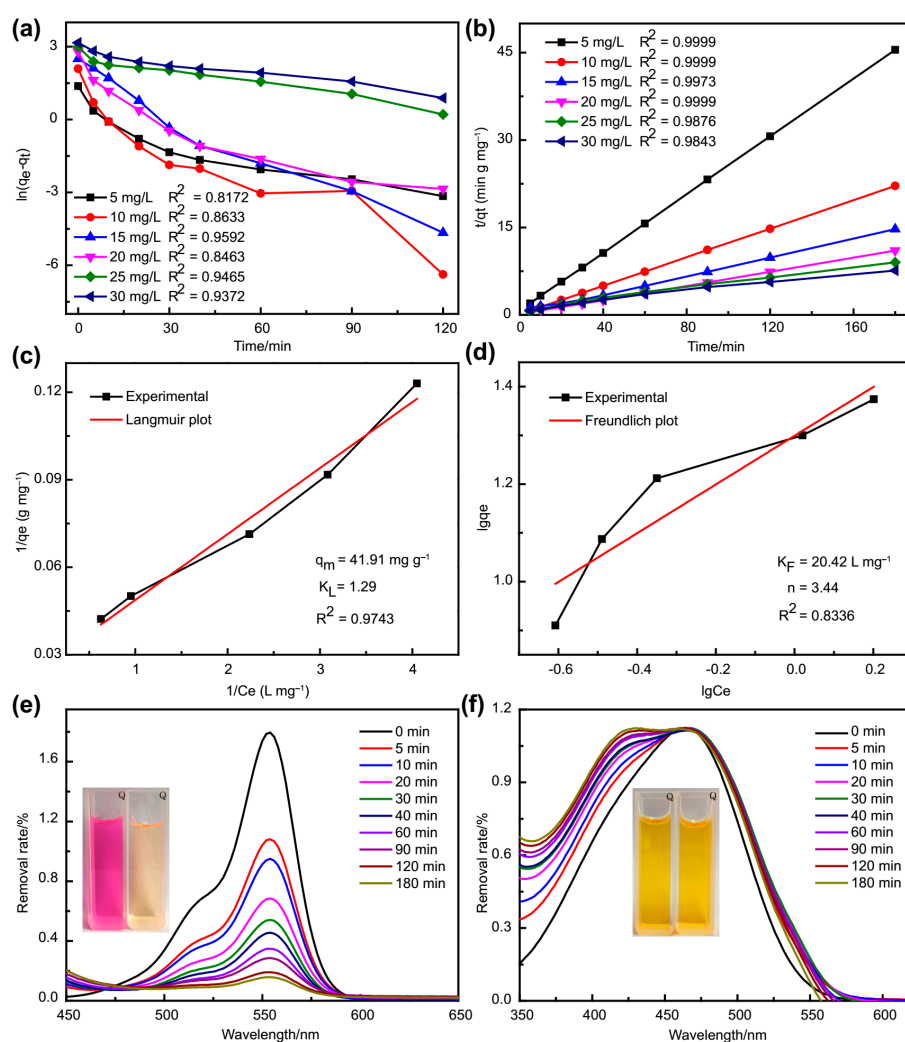 (a)
3
0
-3
-6
ln(qe-qt)
5 mg/L R2 = 0.8172
10 mg/L R2 = 0.8633
15 mg/L R2 = 0.9592
20 mg/L R2 = 0.8463
25 mg/L R2 = 0.9465
30 mg/L R2 = 0.9372
0 30 60 90 120
Time/min
(b)
45
30
15
0
t/qt (min g mg⁻¹)
5 mg/L R2 = 0.9999
10 mg/L R2 = 0.9999
15 mg/L R2 = 0.9973
20 mg/L R2 = 0.9999
25 mg/L R2 = 0.9876
30 mg/L R2 = 0.9843
0 40 80 120 160
Time/min
(c)
0.12
0.09
0.06
0.03
1/qe (g mg⁻¹)
Experimental
Langmuir plot
qm = 41.91 mg g⁻¹
KL = 1.29
R2 = 0.9743
1 2 3 4
1/Ce (L mg⁻¹)
(d)
1.4
1.2
1.0
lgqe
Experimental
Freundlich plot
KF = 20.42 L mg⁻¹
n = 3.44
R2 = 0.8336
-0.6 -0.4 -0.2 0.0 0.2
lgCe
(e)
1.6
1.2
0.8
0.4
0.0
Removal rate/%
0 min
5 min
10 min
20 min
30 min
40 min
60 min
90 min
120 min
180 min
Q Q
450 500 550 600 650
Wavelength/nm
(f)
1.2
0.9
0.6
0.3
0.0
Removal rate/%
0 min
5 min
10 min
20 min
30 min
40 min
60 min
90 min
120 min
180 min
Q Q
350 400 450 500 550 600
Wavelength/nm